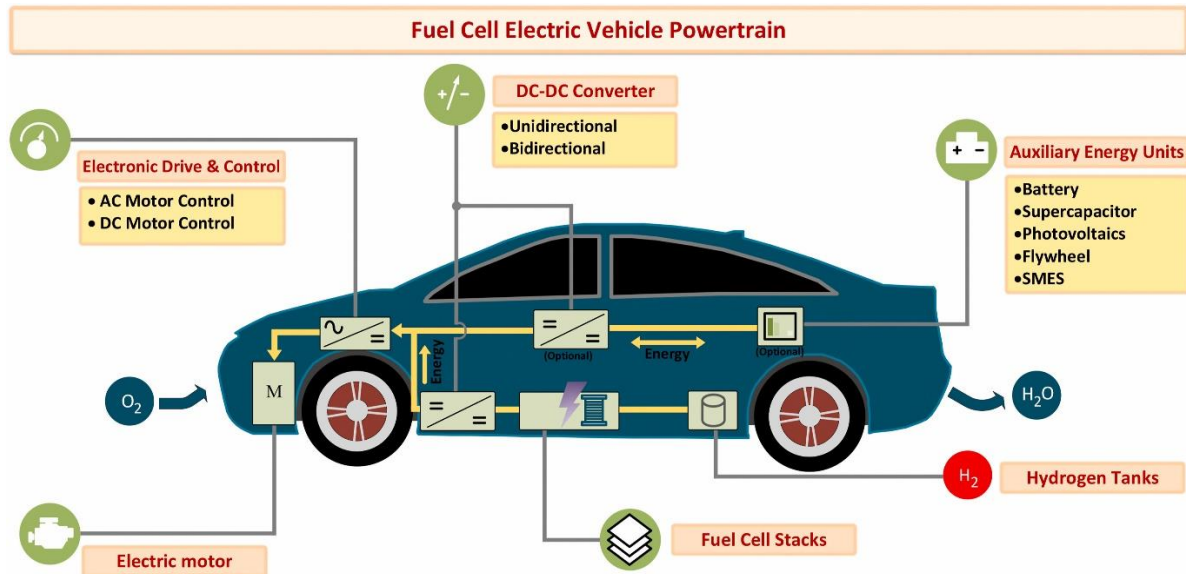 Fuel Cell Electric Vehicle Powertrain
+/-
DC-DC Converter
•Unidirectional
•Bidirectional
Electronic Drive & Control
• AC Motor Control
• DC Motor Control
+ -
Auxiliary Energy Units
•Battery
•Supercapacitor
•Photovoltaics
•Flywheel
•SMES
(Optional)
Energy
(Optional)
Energy
M
O₂
H₂O
H₂
Hydrogen Tanks
Fuel Cell Stacks
Electric motor